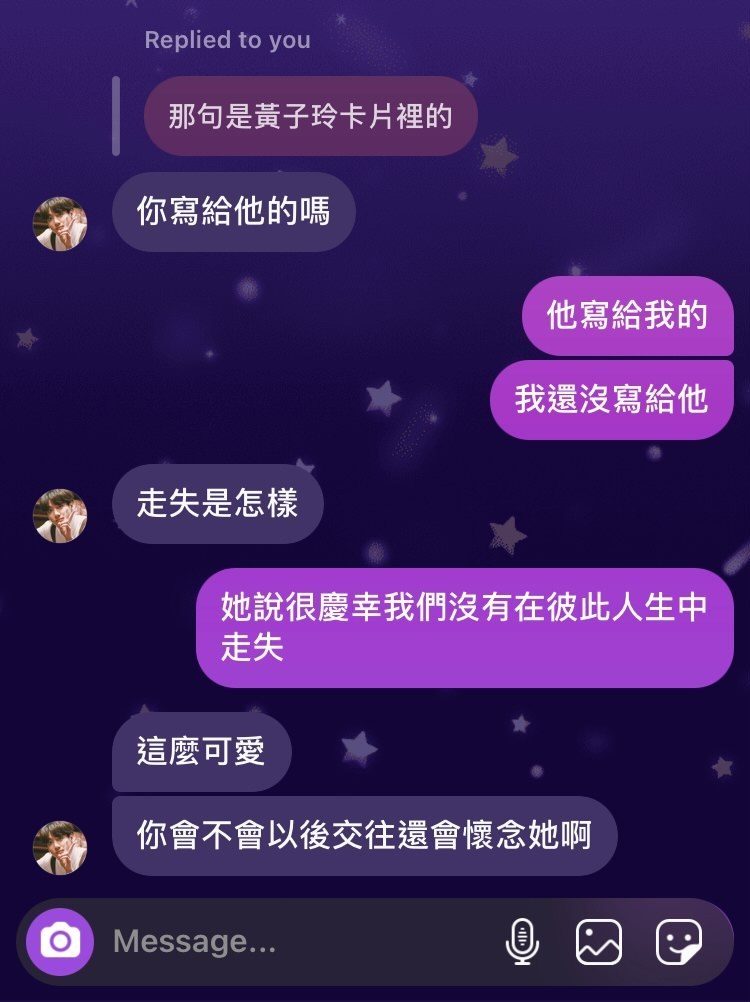 Replied to you
那句是黃子玲卡片裡的
你寫給他的嗎
他寫給我的
我還沒寫給他
走失是怎樣
她說很慶幸我們沒有在彼此人生中
走失
這麼可愛
你會不會以後交往還會懷念她啊
Message...